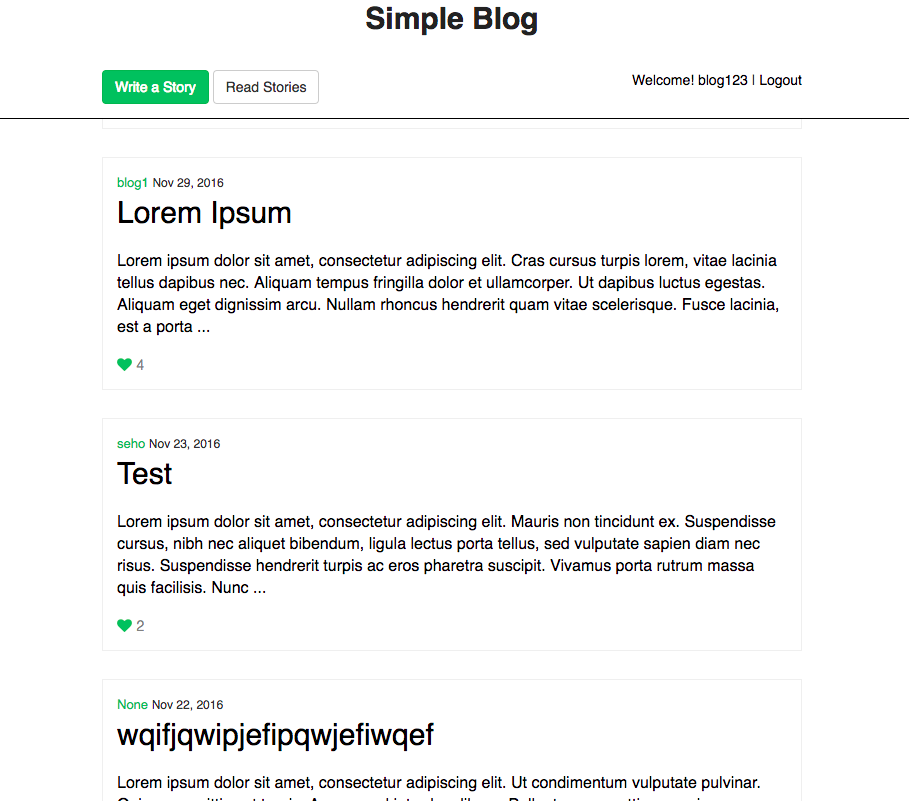 Simple Blog
Write a Story Read Stories Welcome! blog123 | Logout
blog1 Nov 29, 2016
Lorem Ipsum
Lorem ipsum dolor sit amet, consectetur adipiscing elit. Cras cursus turpis lorem, vitae lacinia
tellus dapibus nec. Aliquam tempus fringilla dolor et ullamcorper. Ut dapibus luctus egestas.
Aliquam eget dignissim arcu. Nullam rhoncus hendrerit quam vitae scelerisque. Fusce lacinia,
est a porta ...
4
seho Nov 23, 2016
Test
Lorem ipsum dolor sit amet, consectetur adipiscing elit. Mauris non tincidunt ex. Suspendisse
cursus, nibh nec aliquet bibendum, ligula lectus porta tellus, sed vulputate sapien diam nec
risus. Suspendisse hendrerit turpis ac eros pharetra suscipit. Vivamus porta rutrum massa
quis facilisis. Nunc ...
2
None Nov 22, 2016
wqifjqwipjefipqwjefiwqef
Lorem ipsum dolor sit amet, consectetur adipiscing elit. Ut condimentum vulputate pulvinar.